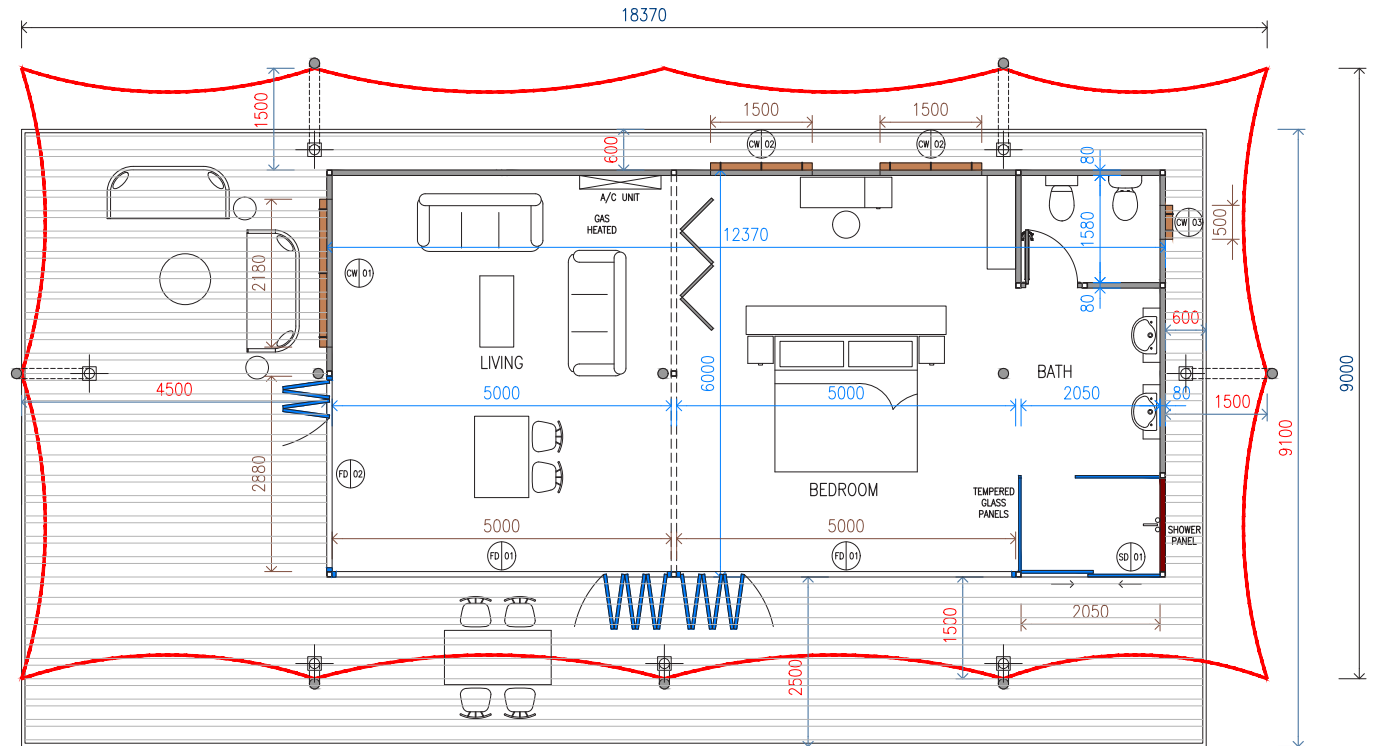 18370
1500
1500
1500
CW 02
CW 02
600
80
A/C UNIT
GAS
HEATED
12370
1580
CW 03
500
2180
CW 01
80
600
LIVING
6000
BATH
9000
4500
5000
5000
2050
80
1500
9100
2880
FD 02
BEDROOM
TEMPERED
GLASS
PANELS
5000
5000
SHOWER
PANEL
FD 01
FD 01
SD 01
1500
2050
2500